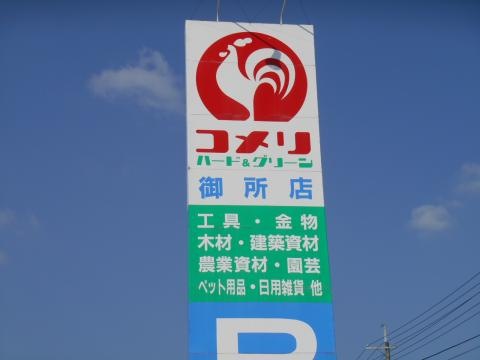 コメリ
ハード&グリーン
御所店
工具・金物
木材・建築資材
農業資材・園芸
ペット用品・日用雑貨 他
P